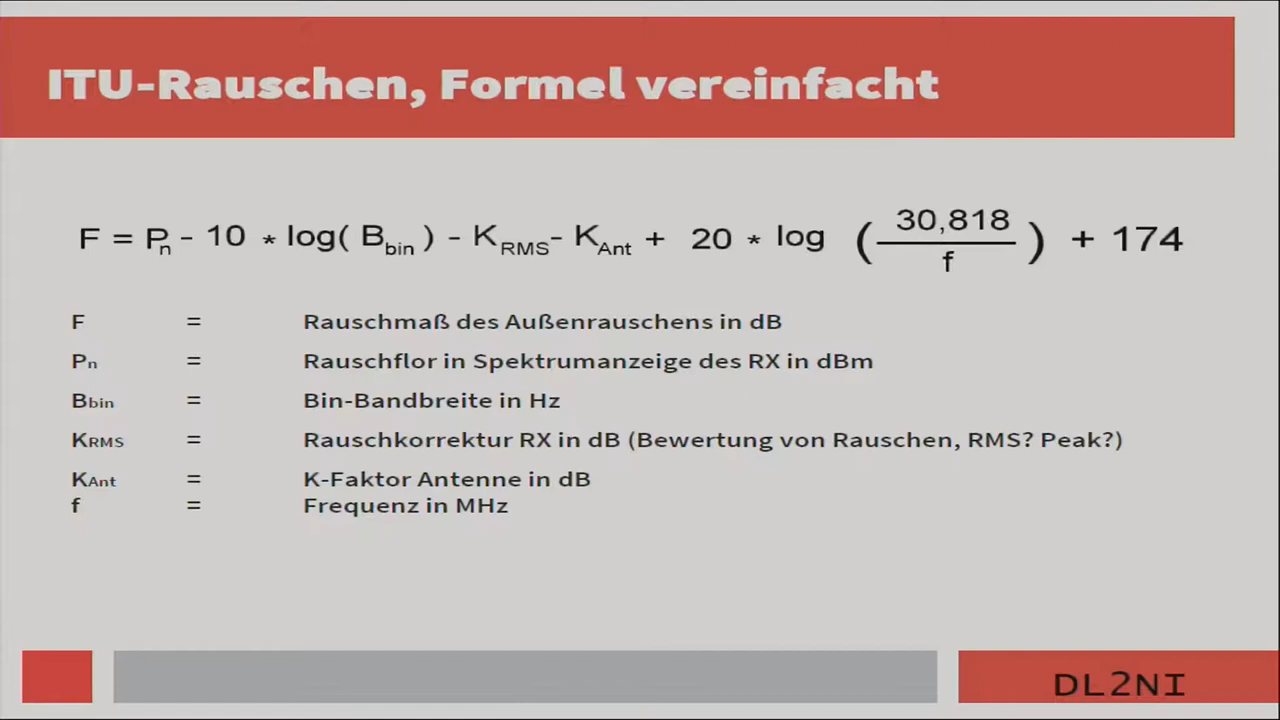 ITU-Rauschen, Formel vereinfacht
F = Pn - 10 * log( Bbin ) - KRMS- KAnt + 20 * log ( 30,818 / f ) + 174
F = Rauschmaß des Außenrauschens in dB
Pn = Rauschflor in Spektrumanzeige des RX in dBm
Bbin = Bin-Bandbreite in Hz
KRMS = Rauschkorrektur RX in dB (Bewertung von Rauschen, RMS? Peak?)
KAnt = K-Faktor Antenne in dB
f = Frequenz in MHz
DL2NI